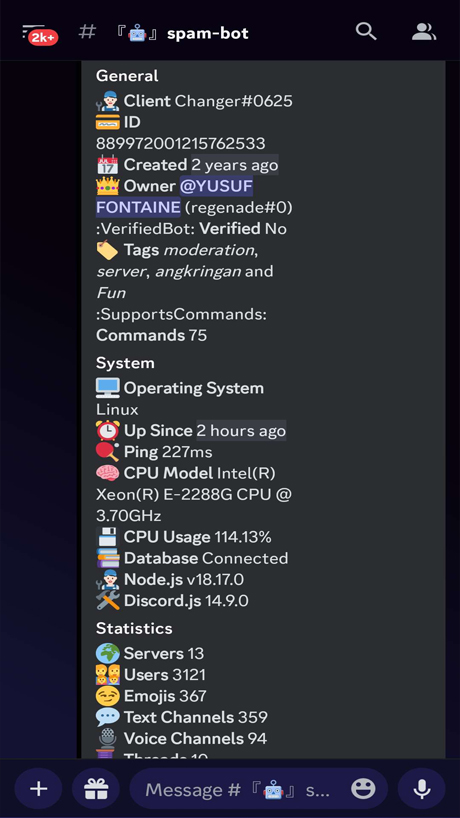 2k+
# 『🤖』 spam-bot
General
Client Changer#0625
ID
889972001215762533
JUL 17 Created 2 years ago
Owner @YUSUF
FONTAINE (regenade#0)
:VerifiedBot: Verified No
Tags moderation,
server, angkringan and
Fun
:SupportsCommands:
Commands 75
System
Operating System
Linux
Up Since 2 hours ago
Ping 227ms
CPU Model Intel(R)
Xeon(R) E-2288G CPU @
3.70GHz
CPU Usage 114.13%
Database Connected
Node.js v18.17.0
Discord.js 14.9.0
Statistics
Servers 13
Users 3121
Emojis 367
Text Channels 359
Voice Channels 94
Threads 10
Message # 『🤖』 s...